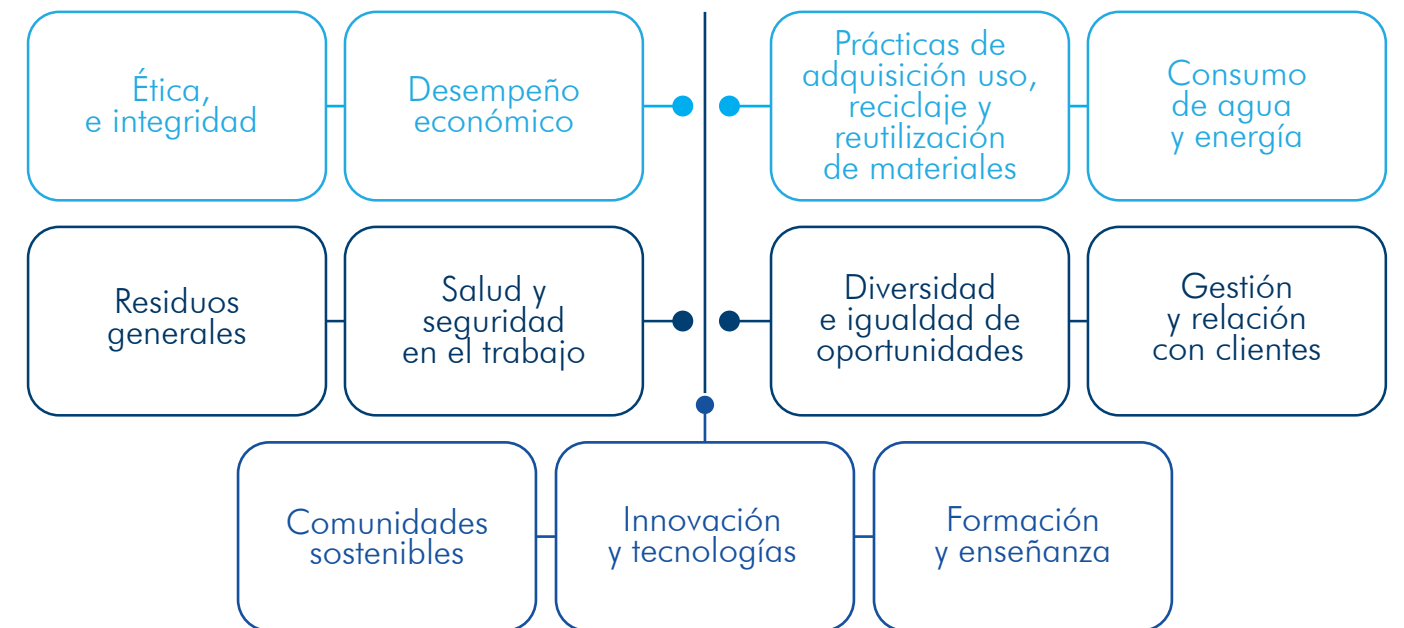 Ética,
e integridad
Desempeño
económico
Prácticas de
adquisición uso,
reciclaje y
reutilización
de materiales
Consumo
de agua
y energía
Residuos
generales
Salud y
seguridad
en el trabajo
Diversidad
e igualdad de
oportunidades
Gestión
y relación
con clientes
Comunidades
sostenibles
Innovación
y tecnologías
Formación
y enseñanza